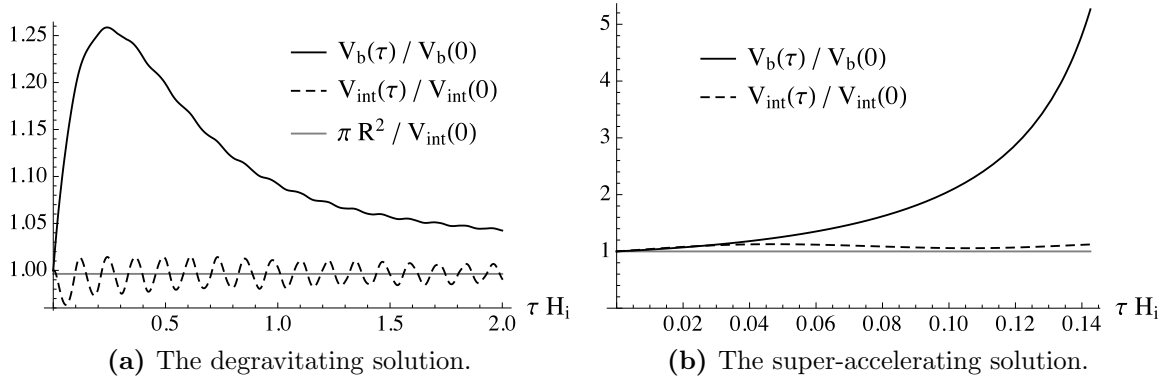 1.25
1.20
1.15
1.10
1.05
1.00
0.5
1.0
1.5
2.0
τ Hᵢ
V_b(τ) / V_b(0)
V_int(τ) / V_int(0)
π R² / V_int(0)
(a) The degravitating solution.
5
4
3
2
1
0.02
0.04
0.06
0.08
0.10
0.12
0.14
τ Hᵢ
V_b(τ) / V_b(0)
V_int(τ) / V_int(0)
(b) The super-accelerating solution.